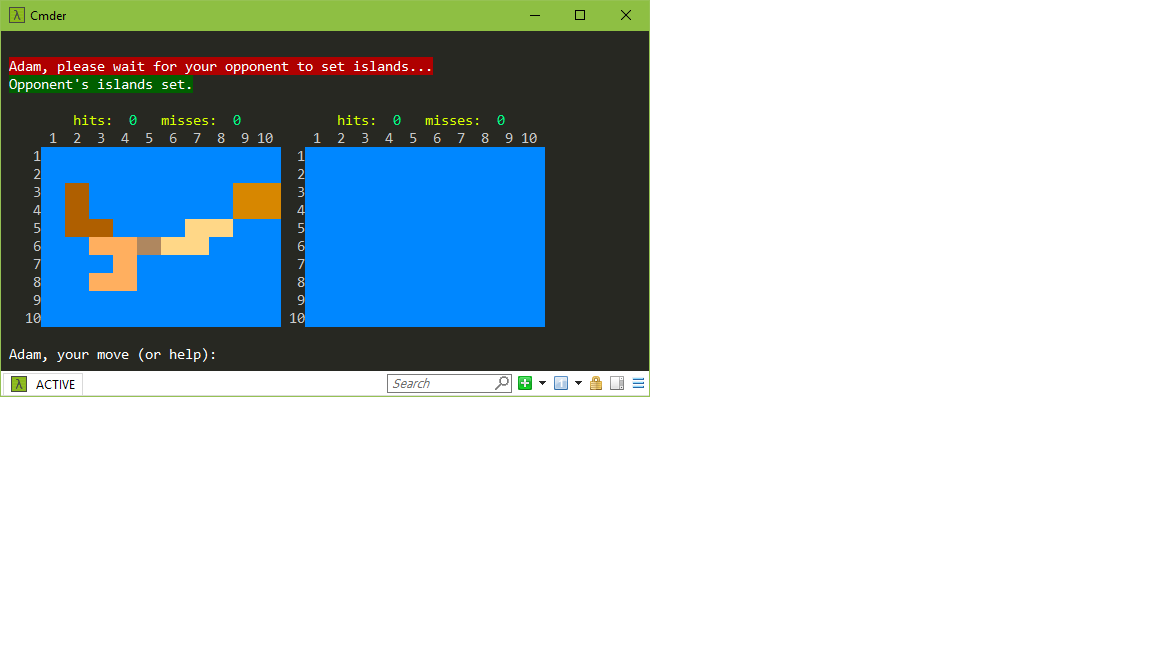 Cmder
Adam, please wait for your opponent to set islands...
Opponent's islands set.
hits: 0 misses: 0 hits: 0 misses: 0
1 2 3 4 5 6 7 8 9 10 1 2 3 4 5 6 7 8 9 10
1 1
2 2
3 3
4 4
5 5
6 6
7 7
8 8
9 9
10 10
Adam, your move (or help):
λ ACTIVE Search